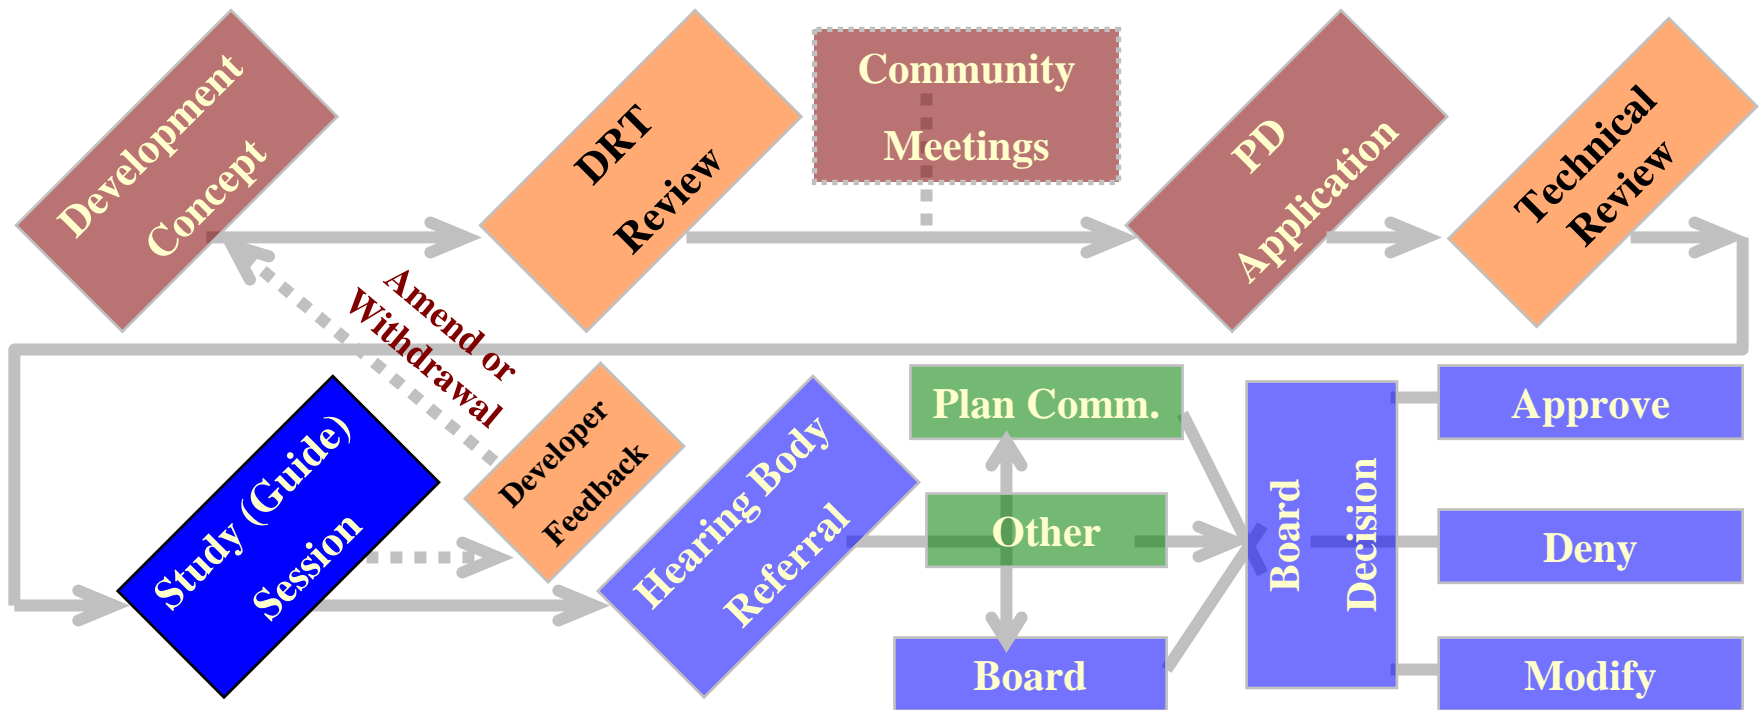 Development
Concept
DRT
Review
Community
Meetings
PD
Application
Technical
Review
Amend or
Withdrawal
Study (Guide)
Session
Developer
Feedback
Hearing Body
Referral
Plan Comm.
Other
Board
Board
Decision
Approve
Deny
Modify